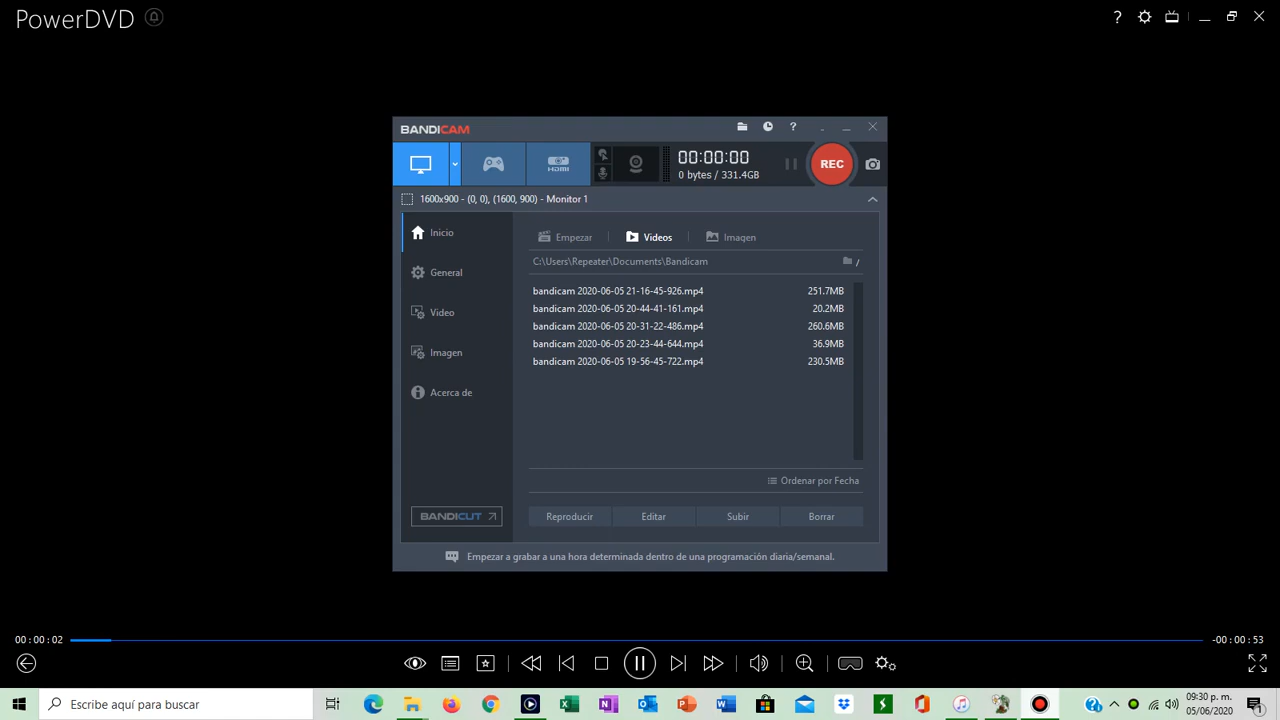 PowerDVD
BANDICAM
HDMI
00:00:00
0 bytes / 331.4GB
REC
1600x900 - (0, 0), (1600, 900) - Monitor 1
Inicio
General
Video
Imagen
Acerca de
BANDICUT
Empezar
Videos
Imagen
C:\Users\Repeater\Documents\Bandicam
/
bandicam 2020-06-05 21-16-45-926.mp4 251.7MB
bandicam 2020-06-05 20-44-41-161.mp4 20.2MB
bandicam 2020-06-05 20-31-22-486.mp4 260.6MB
bandicam 2020-06-05 20-23-44-644.mp4 36.9MB
bandicam 2020-06-05 19-56-45-722.mp4 230.5MB
Ordenar por Fecha
Reproducir
Editar
Subir
Borrar
Empezar a grabar a una hora determinada dentro de una programación diaria/semanal.
00 : 00 : 02
-00 : 00 : 53
Escribe aquí para buscar
09:30 p. m.
05/06/2020
1